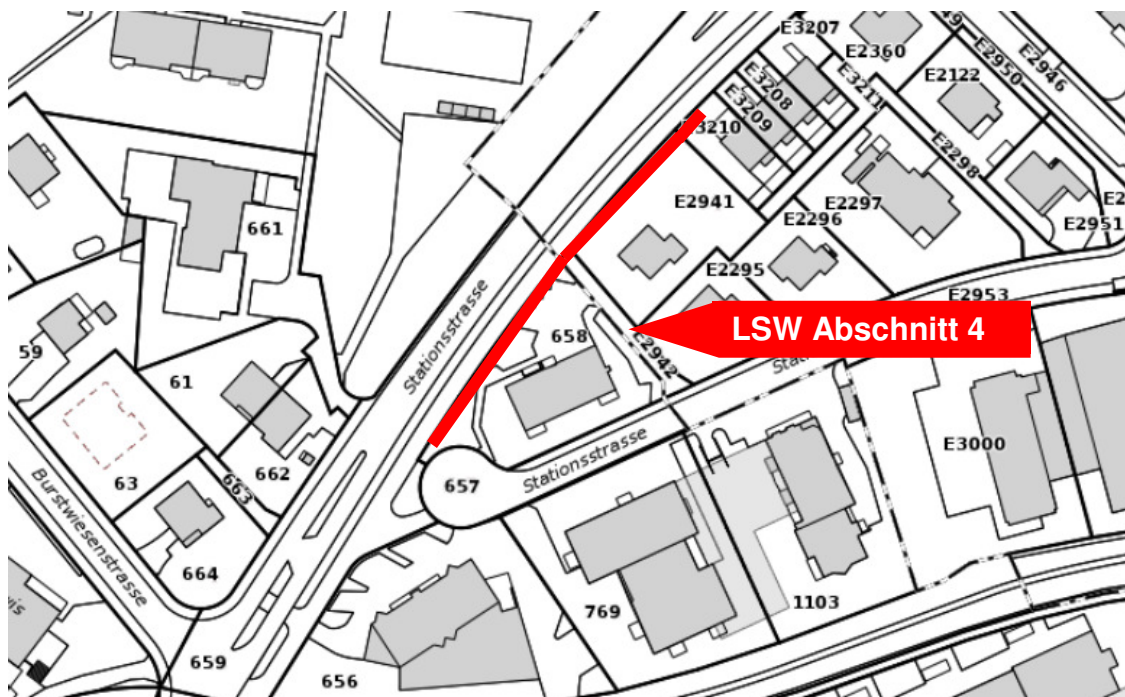 E3207
E2360
E2950
E2946
E2122
E3208
E3211
E3209
E3210
E2298
E2941
E2297
E2296
E2951
661
E2295
E2953
Stationsstrasse
LSW Abschnitt 4
658
E2942
59
61
E3000
662
663
63
657
Stationsstrasse
Burstwiesenstrasse
664
769
1103
659
656